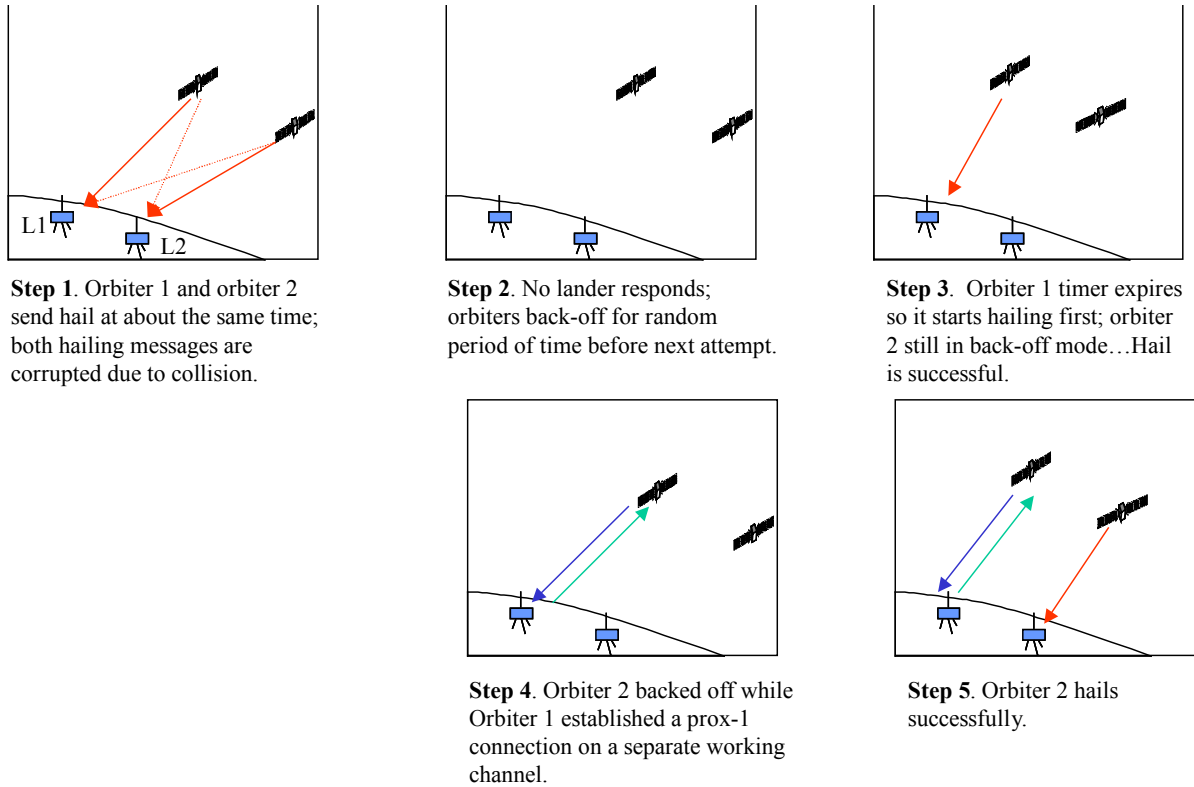 L1
L2
Step 1. Orbiter 1 and orbiter 2
send hail at about the same time;
both hailing messages are
corrupted due to collision.
Step 2. No lander responds;
orbiters back-off for random
period of time before next attempt.
Step 3. Orbiter 1 timer expires
so it starts hailing first; orbiter
2 still in back-off mode…Hail
is successful.
Step 4. Orbiter 2 backed off while
Orbiter 1 established a prox-1
connection on a separate working
channel.
Step 5. Orbiter 2 hails
successfully.